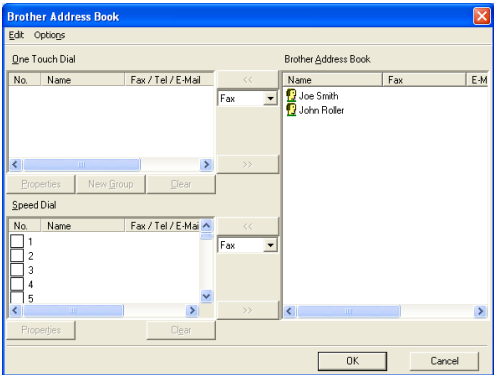 Brother Address Book
Edit Options
One Touch Dial
No. Name Fax / Tel / E-Mail
<<
Fax
>>
Properties New Group Clear
Speed Dial
No. Name Fax / Tel / E-Mai
1
2
3
4
5
<<
Fax
>>
Properties Clear
Brother Address Book
Name Fax E-M
Joe Smith
John Roller
OK Cancel